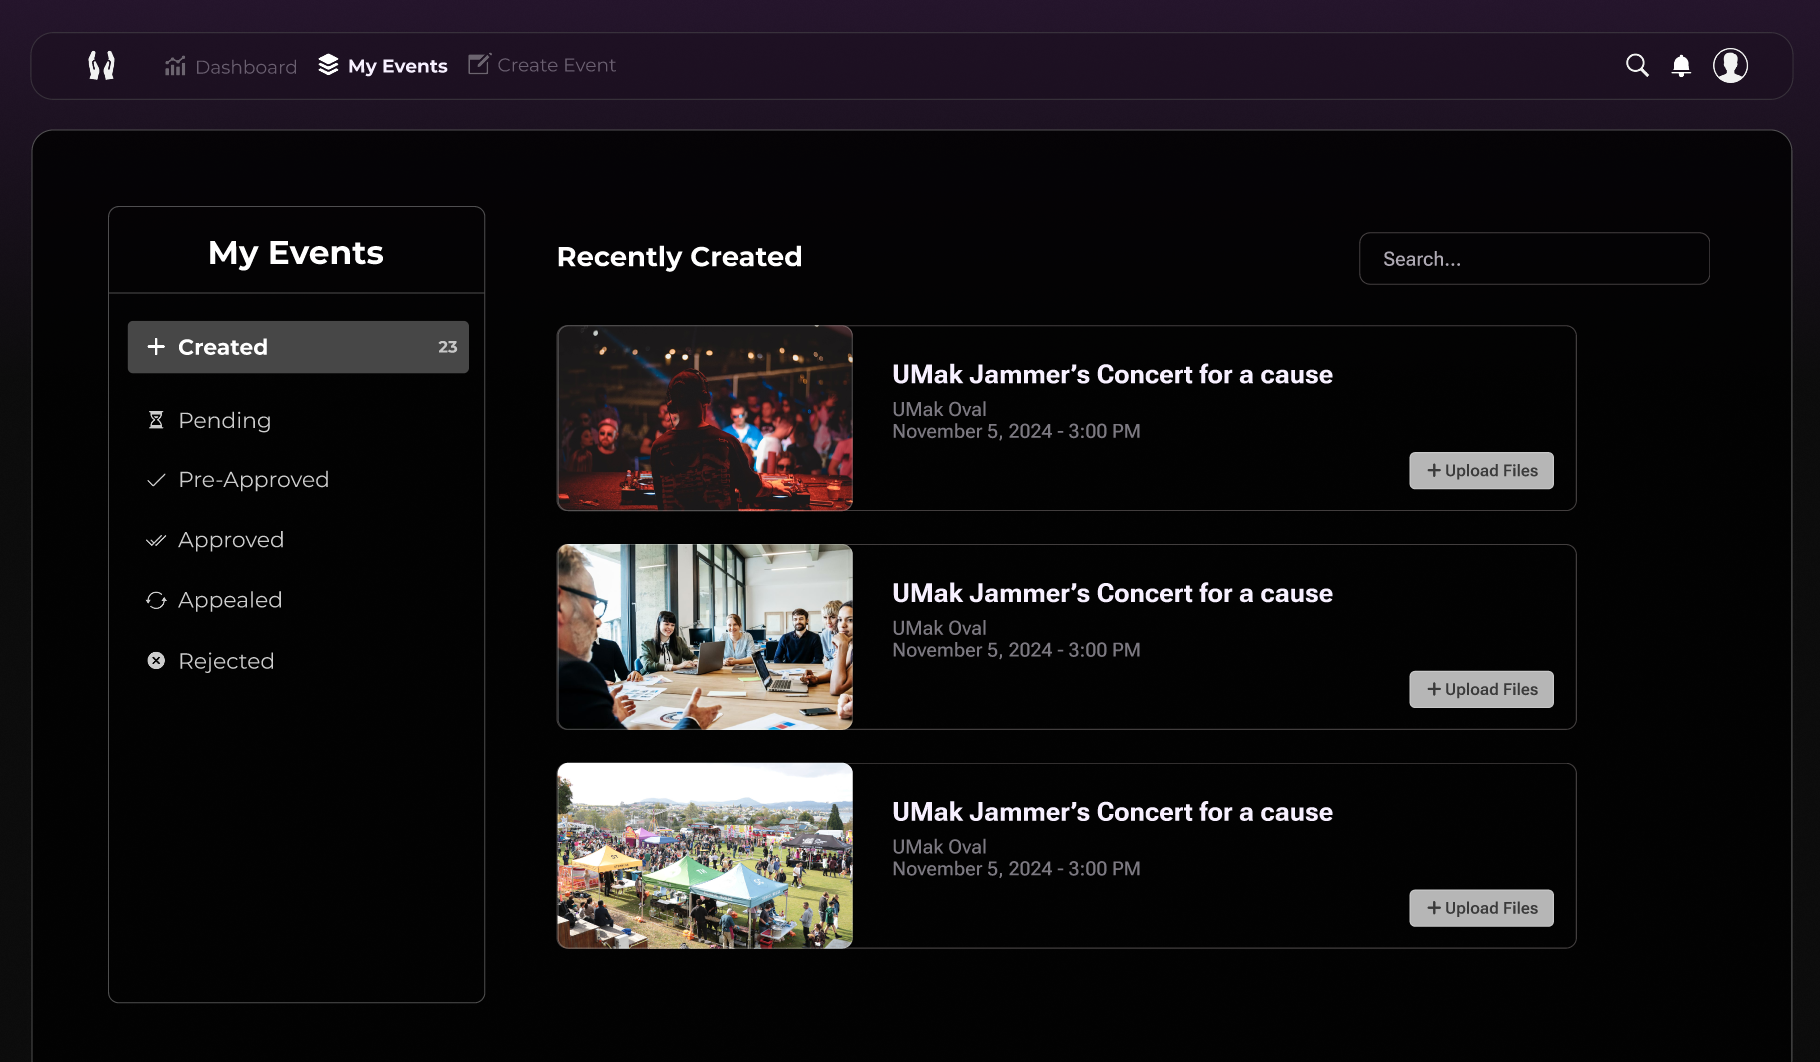 Dashboard
My Events
Create Event
My Events
Created
23
Pending
Pre-Approved
Approved
Appealed
Rejected
Recently Created
Search...
UMak Jammer’s Concert for a cause
UMak Oval
November 5, 2024 - 3:00 PM
+ Upload Files
UMak Jammer’s Concert for a cause
UMak Oval
November 5, 2024 - 3:00 PM
+ Upload Files
UMak Jammer’s Concert for a cause
UMak Oval
November 5, 2024 - 3:00 PM
+ Upload Files